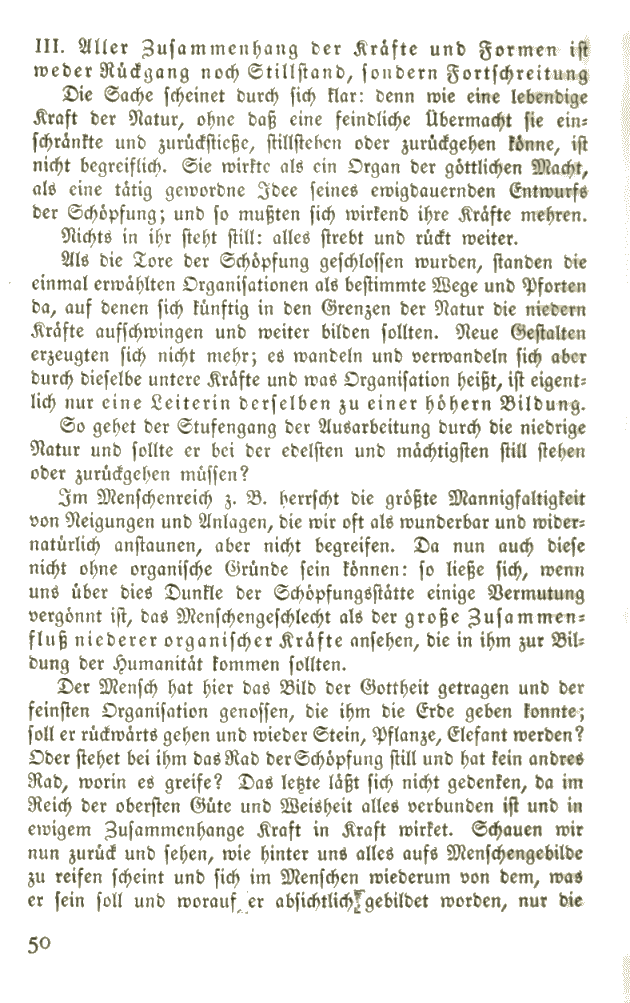 III. Aller Zusammenhang der Kräfte und Formen ist
weder Rückgang noch Stillstand, sondern Fortschreitung
Die Sache scheinet durch sich klar: denn wie eine lebendige
Kraft der Natur, ohne daß eine feindliche Übermacht sie ein-
schränkte und zurückstieße, stillstehen oder zurückgehen könne, ist
nicht begreiflich. Sie wirkte als ein Organ der göttlichen Macht,
als eine tätig gewordne Idee seines ewigdauernden Entwurfs
der Schöpfung; und so mußten sich wirkend ihre Kräfte mehren.
Nichts in ihr steht still: alles strebt und rückt weiter.
Als die Tore der Schöpfung geschlossen wurden, standen die
einmal erwählten Organisationen als bestimmte Wege und Pforten
da, auf denen sich künftig in den Grenzen der Natur die niedern
Kräfte aufschwingen und weiter bilden sollten. Neue Gestalten
erzeugten sich nicht mehr; es wandeln und verwandeln sich aber
durch dieselbe untere Kräfte und was Organisation heißt, ist eigent-
lich nur eine Leiterin derselben zu einer höhern Bildung.
So gehet der Stufengang der Ausarbeitung durch die niedrige
Natur und sollte er bei der edelsten und mächtigsten still stehen
oder zurückgehen müssen?
Im Menschenreich z. B. herrscht die größte Mannigfaltigkeit
von Neigungen und Anlagen, die wir oft als wunderbar und wider-
natürlich anstaunen, aber nicht begreifen. Da nun auch diese
nicht ohne organische Gründe sein können: so ließe sich, wenn
uns über dies Dunkle der Schöpfungsstätte einige Vermutung
vergönnt ist, das Menschengeschlecht als der große Zusammen-
fluß niederer organischer Kräfte ansehen, die in ihm zur Bil-
dung der Humanität kommen sollten.
Der Mensch hat hier das Bild der Gottheit getragen und der
feinsten Organisation genossen, die ihm die Erde geben konnte;
soll er rückwärts gehen und wieder Stein, Pflanze, Elefant werden?
Oder stehet bei ihm das Rad der Schöpfung still und hat kein andres
Rad, worin es greife? Das letzte läßt sich nicht gedenken, da im
Reich der obersten Güte und Weisheit alles verbunden ist und in
ewigem Zusammenhange Kraft in Kraft wirket. Schauen wir
nun zurück und sehen, wie hinter uns alles aufs Menschengebilde
zu reifen scheint und sich im Menschen wiederum von dem, was
er sein soll und worauf er absichtlich gebildet worden, nur die
50